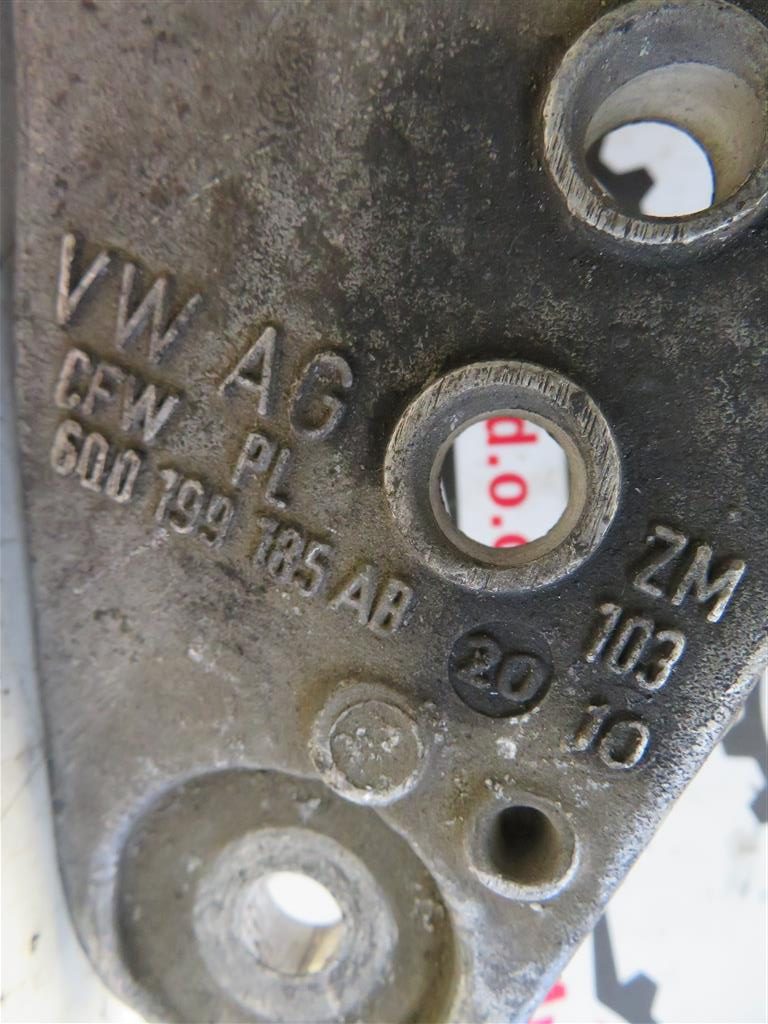 VW AG
CFW PL
6Q0 199 185 AB
ZM
103
20
10
d.o.